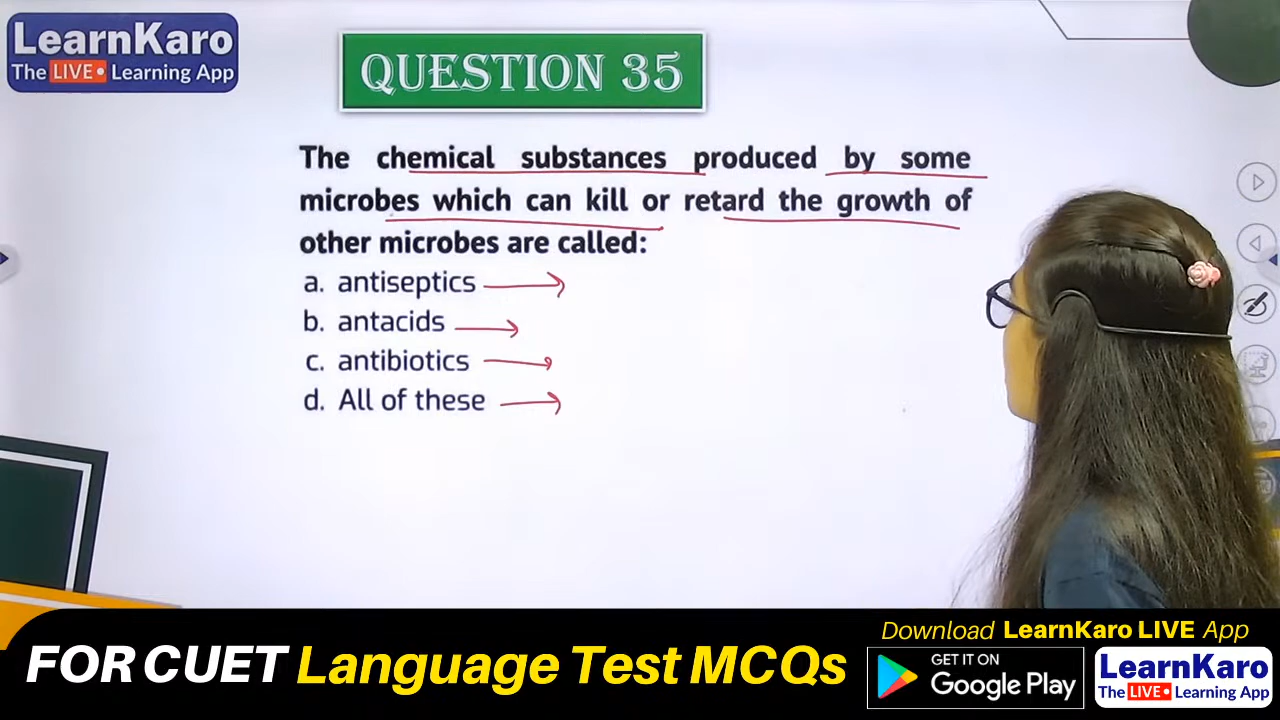 LearnKaro
The LIVE Learning App
QUESTION 35
The chemical substances produced by some
microbes which can kill or retard the growth of
other microbes are called:
a. antiseptics
b. antacids
c. antibiotics
d. All of these
FOR CUET Language Test MCQs
Download LearnKaro LIVE App
GET IT ON
Google Play
LearnKaro
The LIVE Learning App